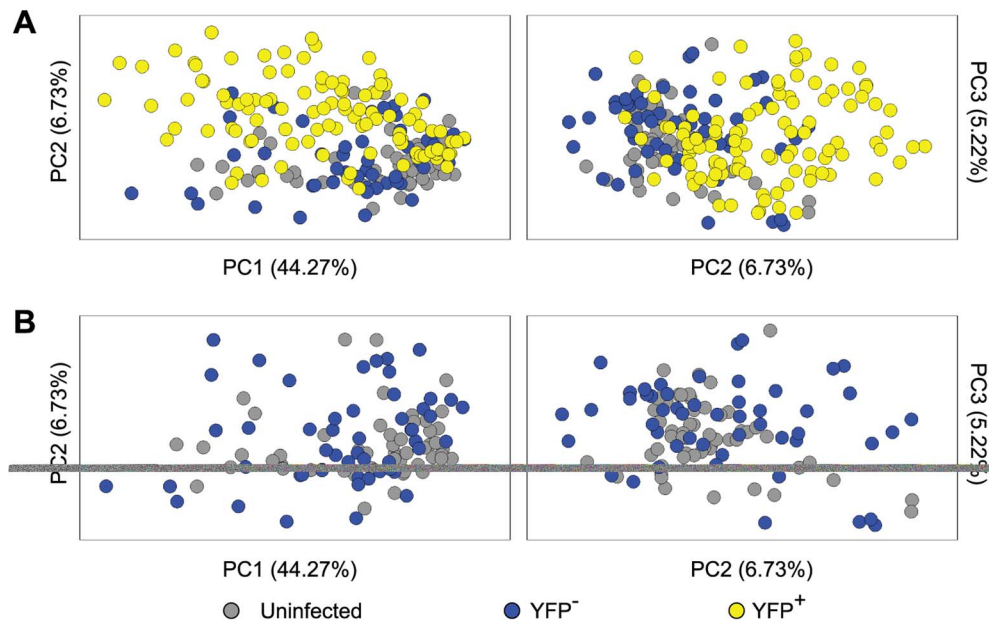 A
PC2 (6.73%)
PC1 (44.27%)
PC3 (5.22%)
PC2 (6.73%)
B
PC2 (6.73%)
PC1 (44.27%)
PC3 (5.22%)
PC2 (6.73%)
Uninfected YFP⁻ YFP⁺